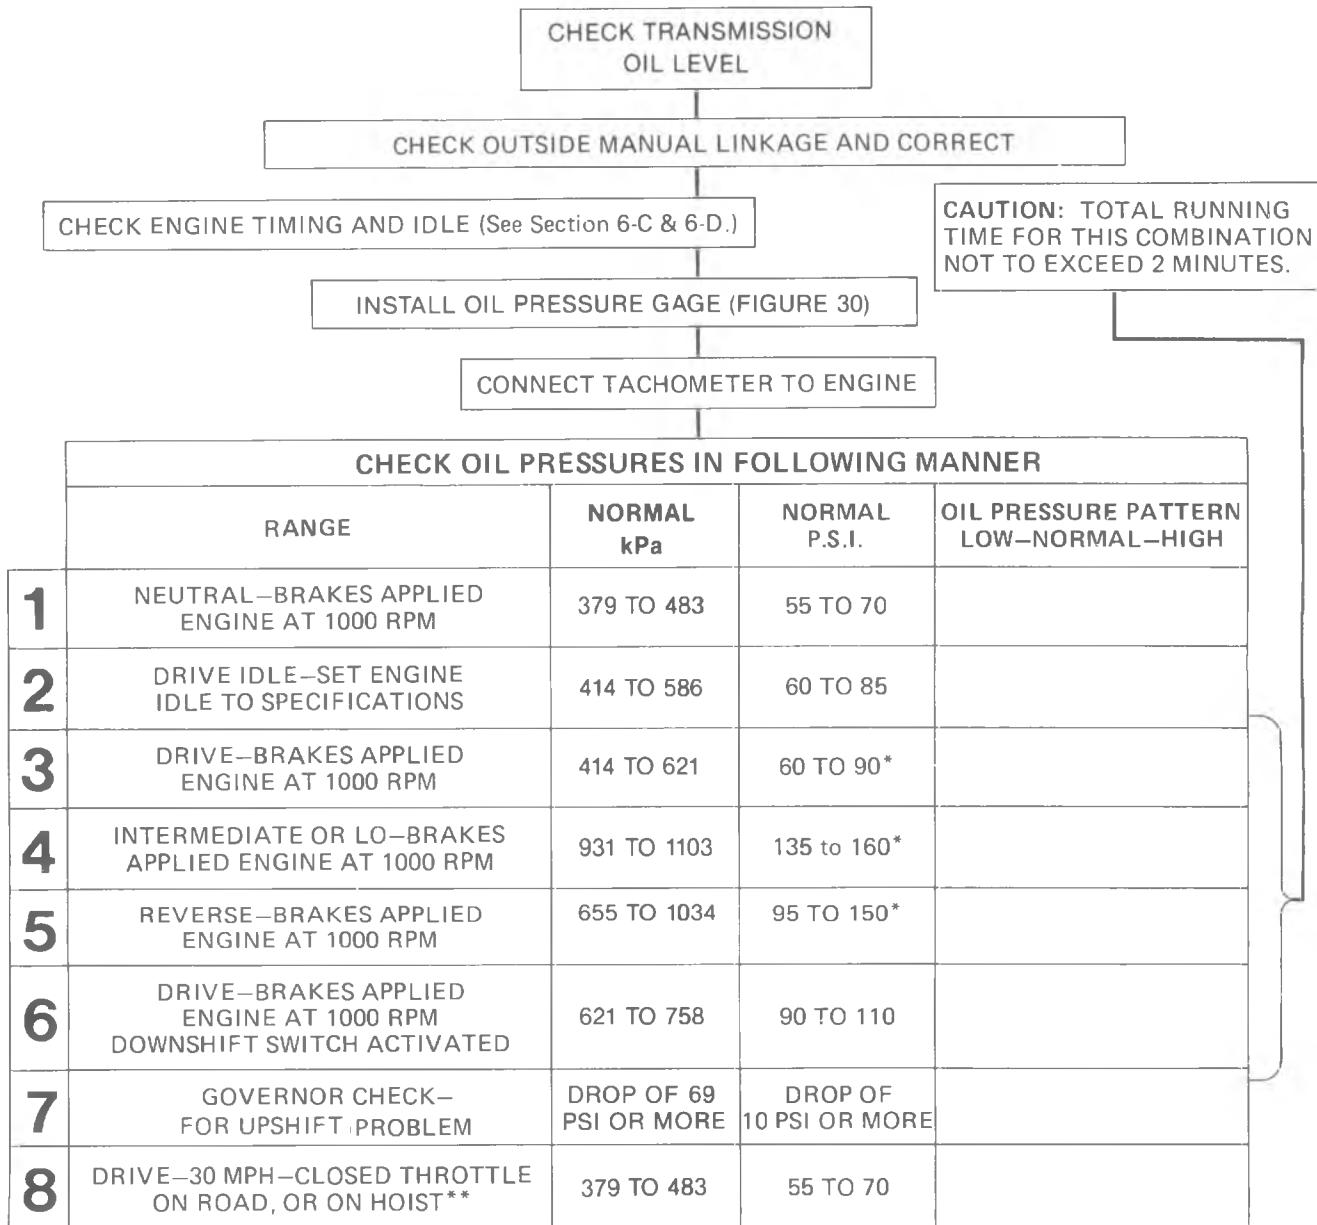 CHECK TRANSMISSION
OIL LEVEL
CHECK OUTSIDE MANUAL LINKAGE AND CORRECT
CHECK ENGINE TIMING AND IDLE (See Section 6-C & 6-D.)
CAUTION: TOTAL RUNNING
TIME FOR THIS COMBINATION
NOT TO EXCEED 2 MINUTES.
INSTALL OIL PRESSURE GAGE (FIGURE 30)
CONNECT TACHOMETER TO ENGINE
CHECK OIL PRESSURES IN FOLLOWING MANNER
RANGE
NORMAL
kPa
NORMAL
P.S.I.
OIL PRESSURE PATTERN
LOW–NORMAL–HIGH
1
NEUTRAL–BRAKES APPLIED
ENGINE AT 1000 RPM
379 TO 483
55 TO 70
2
DRIVE IDLE–SET ENGINE
IDLE TO SPECIFICATIONS
414 TO 586
60 TO 85
3
DRIVE–BRAKES APPLIED
ENGINE AT 1000 RPM
414 TO 621
60 TO 90*
4
INTERMEDIATE OR LO–BRAKES
APPLIED ENGINE AT 1000 RPM
931 TO 1103
135 to 160*
5
REVERSE–BRAKES APPLIED
ENGINE AT 1000 RPM
655 TO 1034
95 TO 150*
6
DRIVE–BRAKES APPLIED
ENGINE AT 1000 RPM
DOWNSHIFT SWITCH ACTIVATED
621 TO 758
90 TO 110
7
GOVERNOR CHECK–
FOR UPSHIFT PROBLEM
DROP OF 69
PSI OR MORE
DROP OF
10 PSI OR MORE
8
DRIVE–30 MPH–CLOSED THROTTLE
ON ROAD, OR ON HOIST**
379 TO 483
55 TO 70